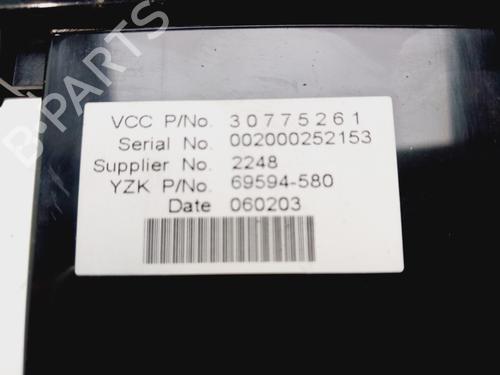 B-PARTS
VCC P/No. 30775261
Serial No. 002000252153
Supplier No. 2248
YZK P/No. 69594-580
Date 060203